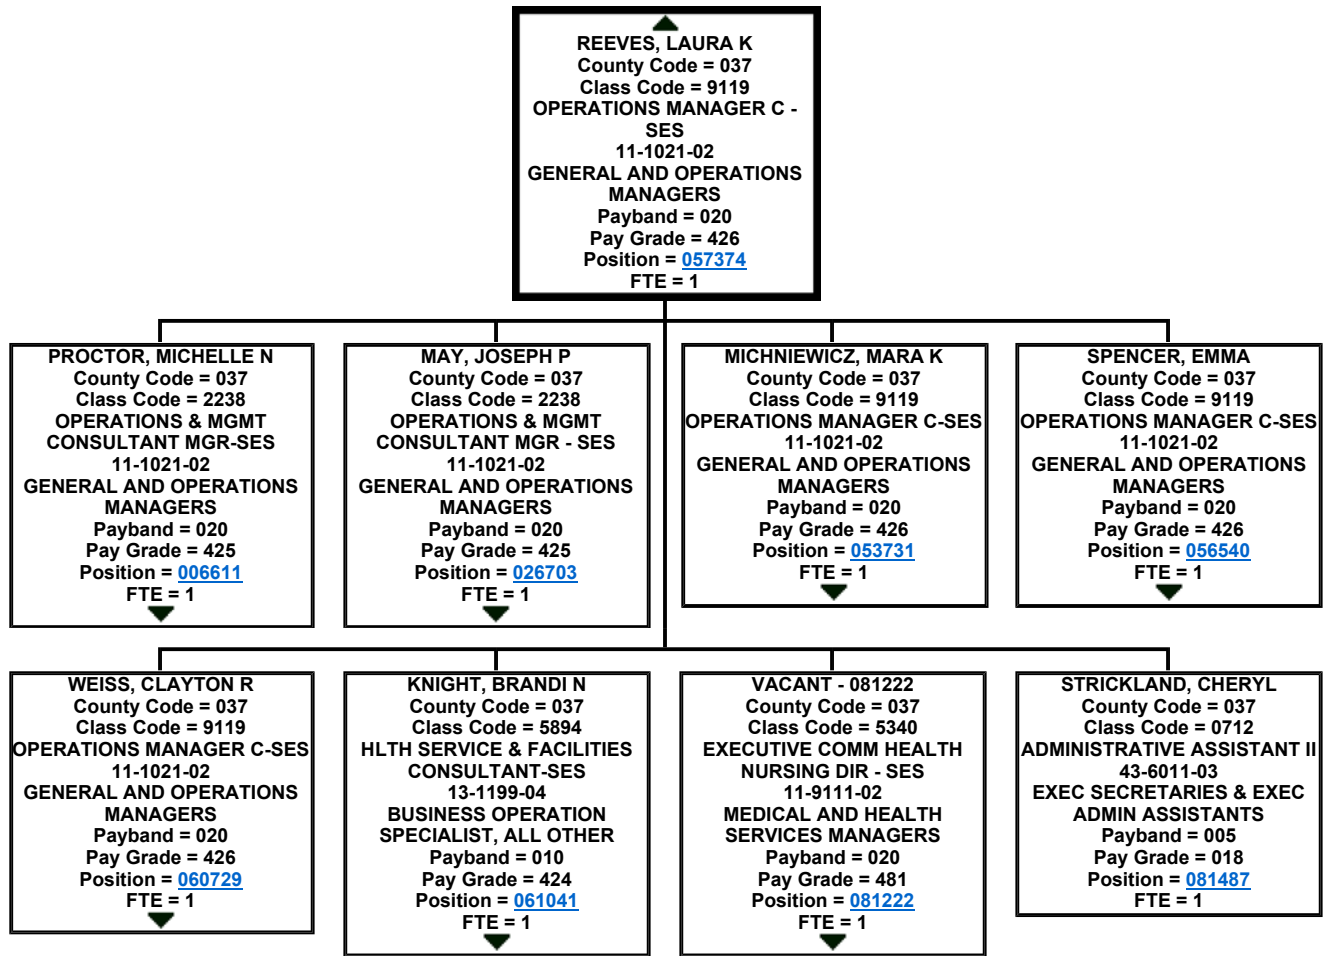 REEVES, LAURA K
County Code = 037
Class Code = 9119
OPERATIONS MANAGER C -
SES
11-1021-02
GENERAL AND OPERATIONS
MANAGERS
Payband = 020
Pay Grade = 426
Position = 057374
FTE = 1
PROCTOR, MICHELLE N
County Code = 037
Class Code = 2238
OPERATIONS & MGMT
CONSULTANT MGR-SES
11-1021-02
GENERAL AND OPERATIONS
MANAGERS
Payband = 020
Pay Grade = 425
Position = 006611
FTE = 1
MAY, JOSEPH P
County Code = 037
Class Code = 2238
OPERATIONS & MGMT
CONSULTANT MGR - SES
11-1021-02
GENERAL AND OPERATIONS
MANAGERS
Payband = 020
Pay Grade = 425
Position = 026703
FTE = 1
MICHNIEWICZ, MARA K
County Code = 037
Class Code = 9119
OPERATIONS MANAGER C-SES
11-1021-02
GENERAL AND OPERATIONS
MANAGERS
Payband = 020
Pay Grade = 426
Position = 053731
FTE = 1
SPENCER, EMMA
County Code = 037
Class Code = 9119
OPERATIONS MANAGER C-SES
11-1021-02
GENERAL AND OPERATIONS
MANAGERS
Payband = 020
Pay Grade = 426
Position = 056540
FTE = 1
WEISS, CLAYTON R
County Code = 037
Class Code = 9119
OPERATIONS MANAGER C-SES
11-1021-02
GENERAL AND OPERATIONS
MANAGERS
Payband = 020
Pay Grade = 426
Position = 060729
FTE = 1
KNIGHT, BRANDI N
County Code = 037
Class Code = 5894
HLTH SERVICE & FACILITIES
CONSULTANT-SES
13-1199-04
BUSINESS OPERATION
SPECIALIST, ALL OTHER
Payband = 010
Pay Grade = 424
Position = 061041
FTE = 1
VACANT - 081222
County Code = 037
Class Code = 5340
EXECUTIVE COMM HEALTH
NURSING DIR - SES
11-9111-02
MEDICAL AND HEALTH
SERVICES MANAGERS
Payband = 020
Pay Grade = 481
Position = 081222
FTE = 1
STRICKLAND, CHERYL
County Code = 037
Class Code = 0712
ADMINISTRATIVE ASSISTANT II
43-6011-03
EXEC SECRETARIES & EXEC
ADMIN ASSISTANTS
Payband = 005
Pay Grade = 018
Position = 081487
FTE = 1